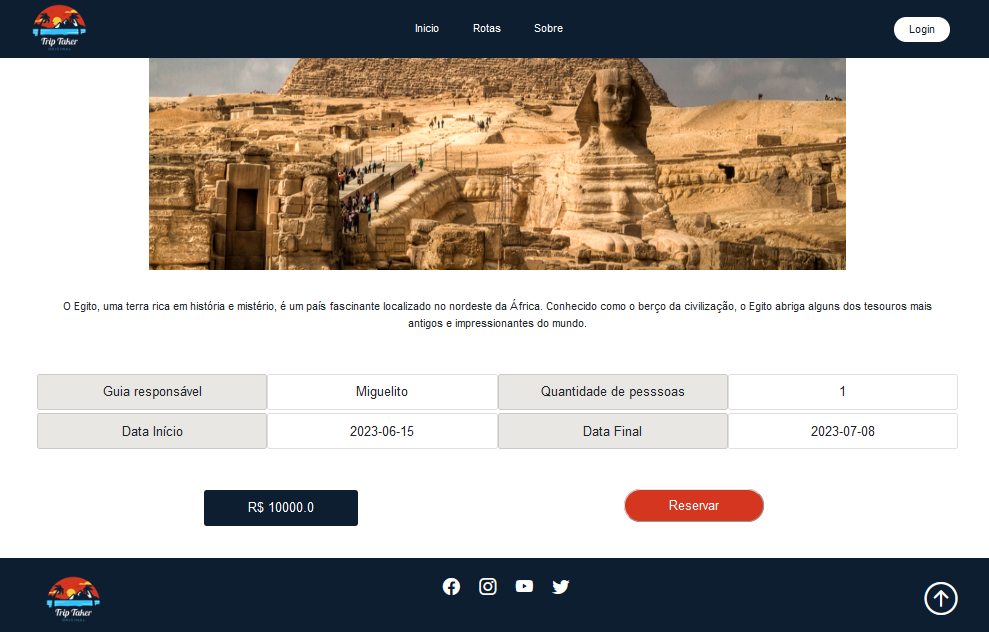 Trip Taker
Inicio
Rotas
Sobre
Login
O Egito, uma terra rica em história e mistério, é um país fascinante localizado no nordeste da África. Conhecido como o berço da civilização, o Egito abriga alguns dos tesouros mais
antigos e impressionantes do mundo.
Guia responsável
Miguelito
Quantidade de pesssoas
1
Data Início
2023-06-15
Data Final
2023-07-08
R$ 10000.0
Reservar
Trip Taker